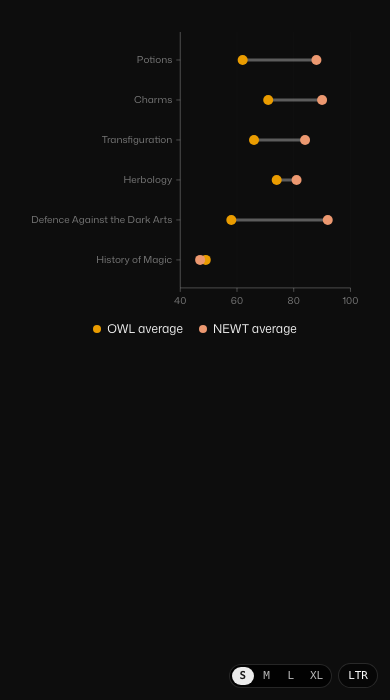 Potions
Charms
Transfiguration
Herbology
Defence Against the Dark Arts
History of Magic
40 60 80 100
OWL average NEWT average
S M L XL LTR